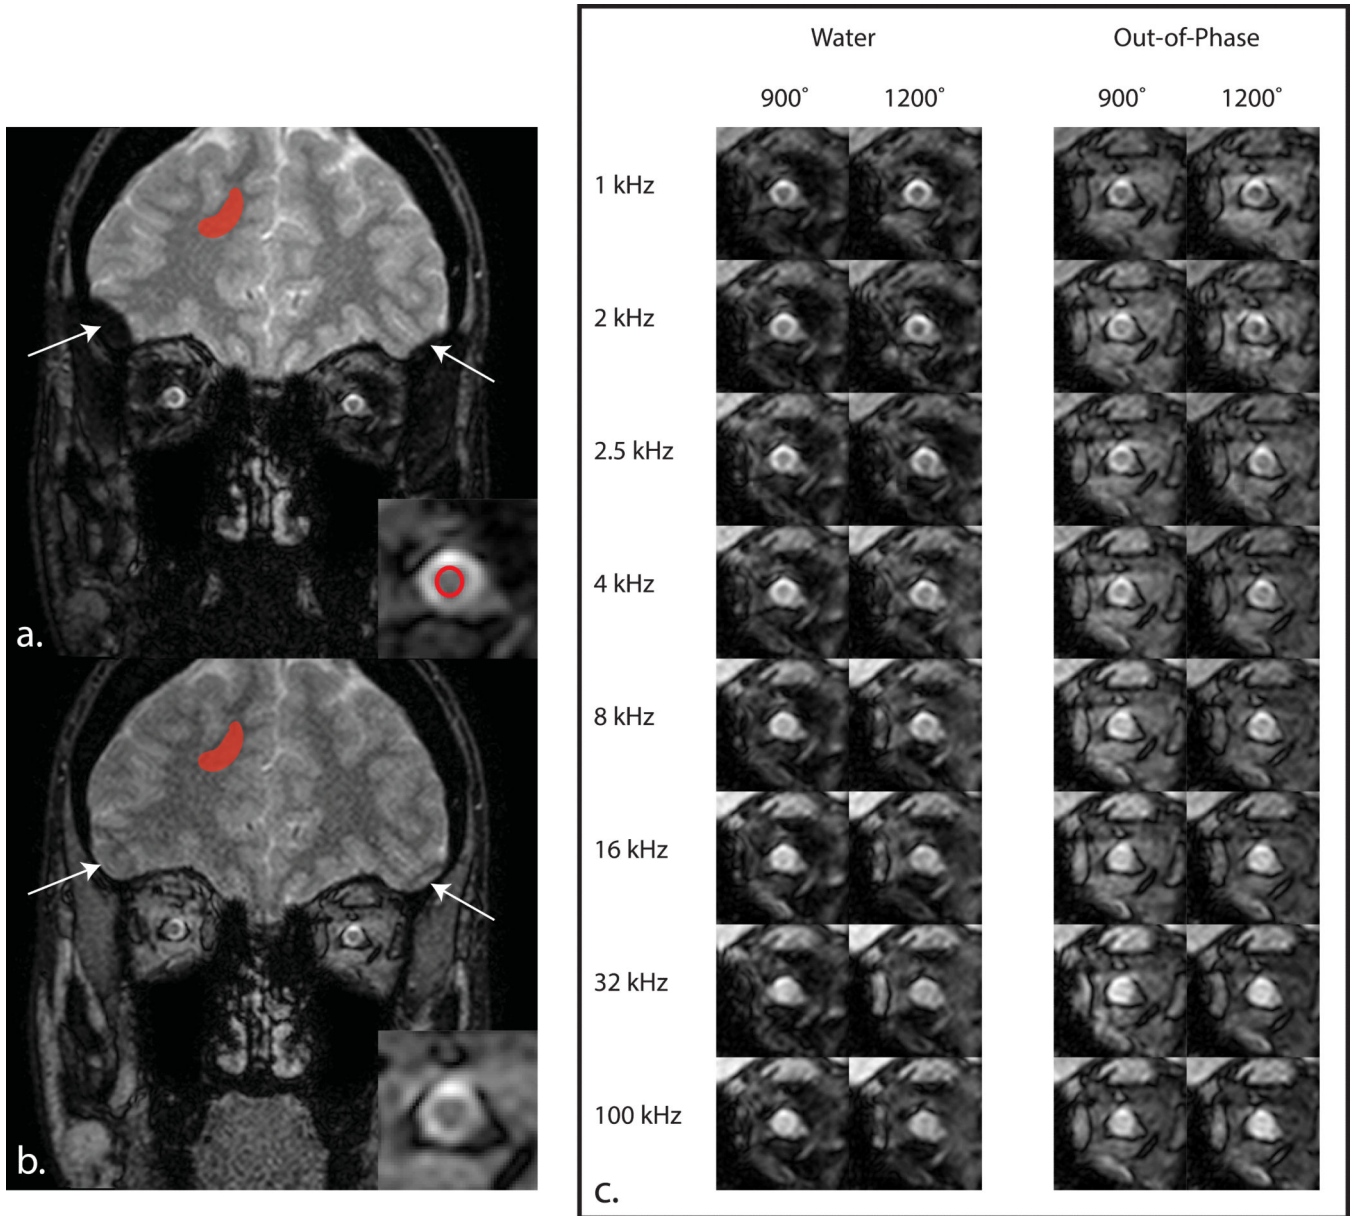 Water Out-of-Phase
900˚ 1200˚ 900˚ 1200˚
1 kHz
2 kHz
2.5 kHz
4 kHz
8 kHz
16 kHz
32 kHz
100 kHz
a.
b.
c.